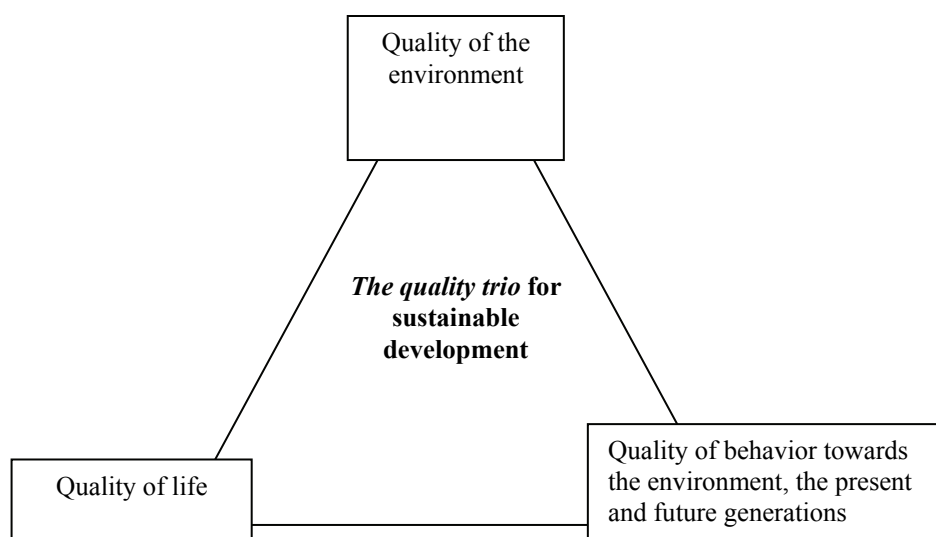 Quality of the
environment
The quality trio for
sustainable
development
Quality of life
Quality of behavior towards
the environment, the present
and future generations